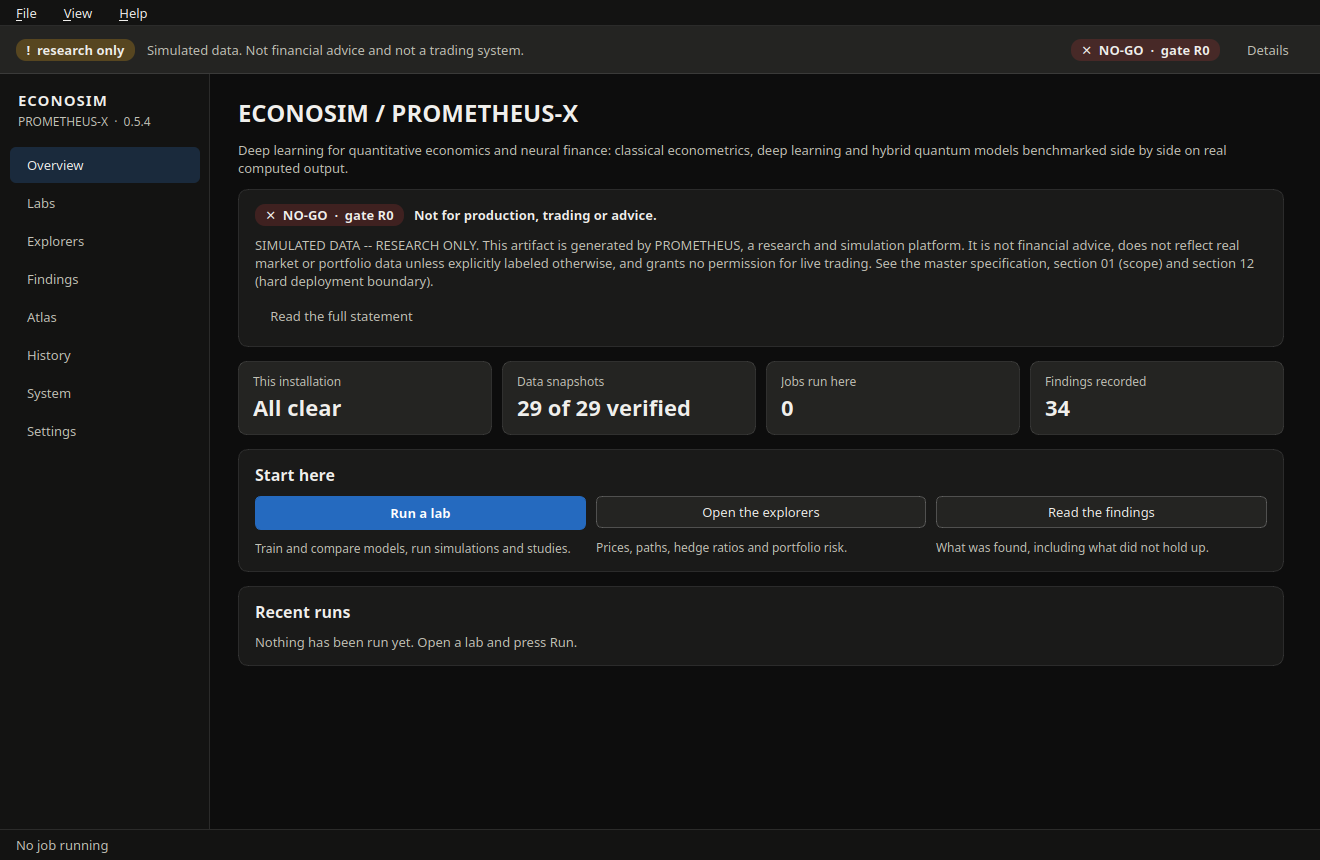 File View Help
! research only Simulated data. Not financial advice and not a trading system. ✕ NO-GO · gate R0 Details
ECONOSIM
PROMETHEUS-X · 0.5.4
Overview
Labs
Explorers
Findings
Atlas
History
System
Settings
ECONOSIM / PROMETHEUS-X
Deep learning for quantitative economics and neural finance: classical econometrics, deep learning and hybrid quantum models benchmarked side by side on real
computed output.
✕ NO-GO · gate R0 Not for production, trading or advice.
SIMULATED DATA -- RESEARCH ONLY. This artifact is generated by PROMETHEUS, a research and simulation platform. It is not financial advice, does not reflect real
market or portfolio data unless explicitly labeled otherwise, and grants no permission for live trading. See the master specification, section 01 (scope) and section 12
(hard deployment boundary).
Read the full statement
This installation
All clear
Data snapshots
29 of 29 verified
Jobs run here
0
Findings recorded
34
Start here
Run a lab
Train and compare models, run simulations and studies.
Open the explorers
Prices, paths, hedge ratios and portfolio risk.
Read the findings
What was found, including what did not hold up.
Recent runs
Nothing has been run yet. Open a lab and press Run.
No job running